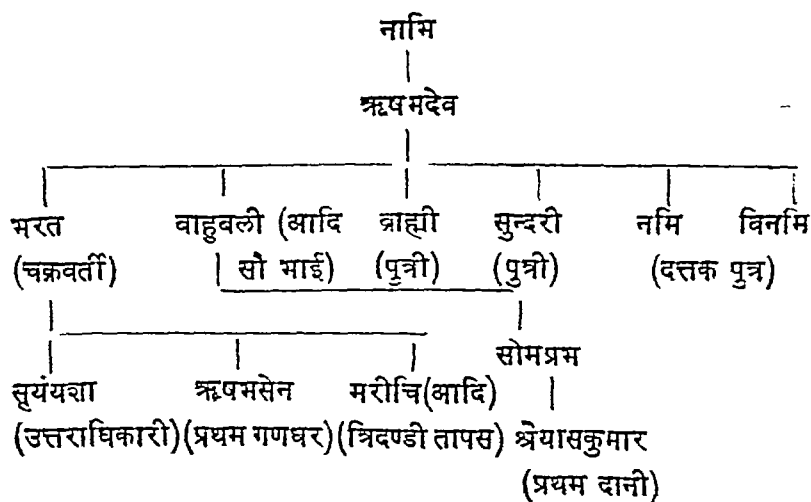 नाभि
ऋषभदेव
भरत वाहुवली (आदि ब्राह्मी सुन्दरी नमि विनमि
(चक्रवर्ती) सौ भाई) (पुत्री) (पुत्री) (दत्तक पुत्र)
सोमप्रभ
सूर्ययशा ऋषभसेन मरीचि(आदि)
(उत्तराधिकारी)(प्रथम गणधर)(त्रिदण्डी तापस) श्रेयासकुमार
(प्रथम दानी)